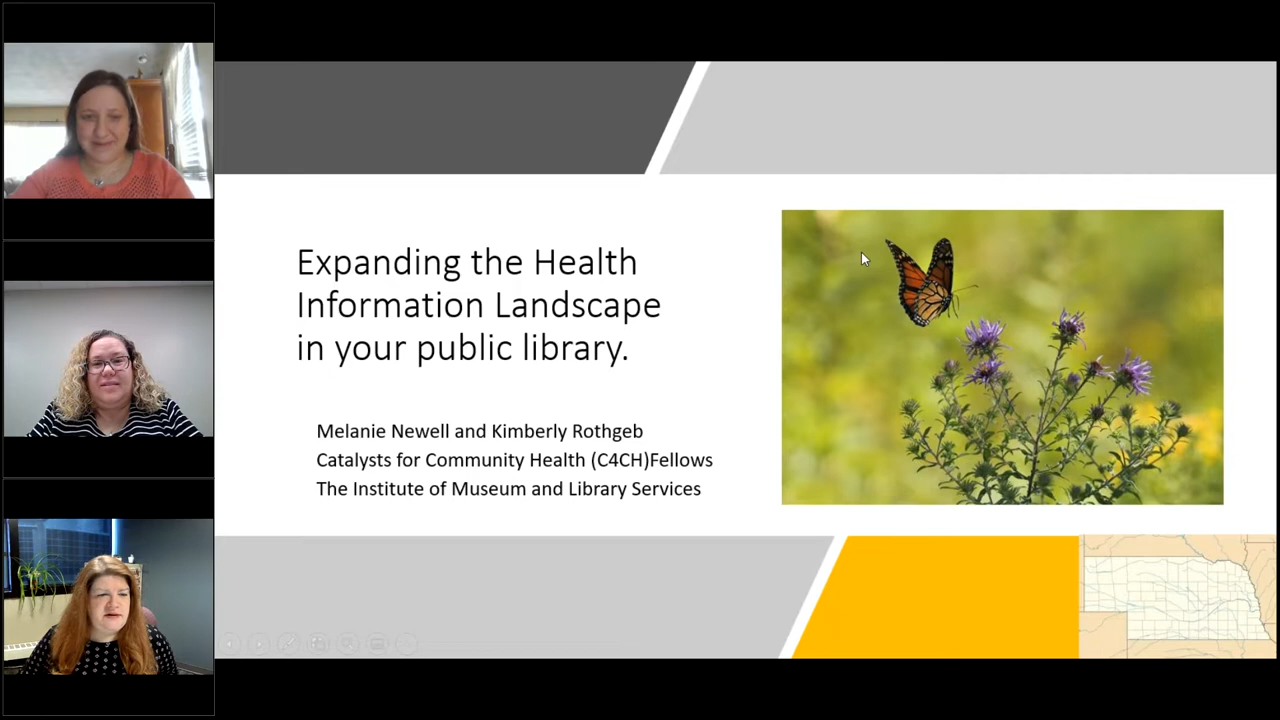 Expanding the Health
Information Landscape
in your public library.
Melanie Newell and Kimberly Rothgeb
Catalysts for Community Health (C4CH)Fellows
The Institute of Museum and Library Services